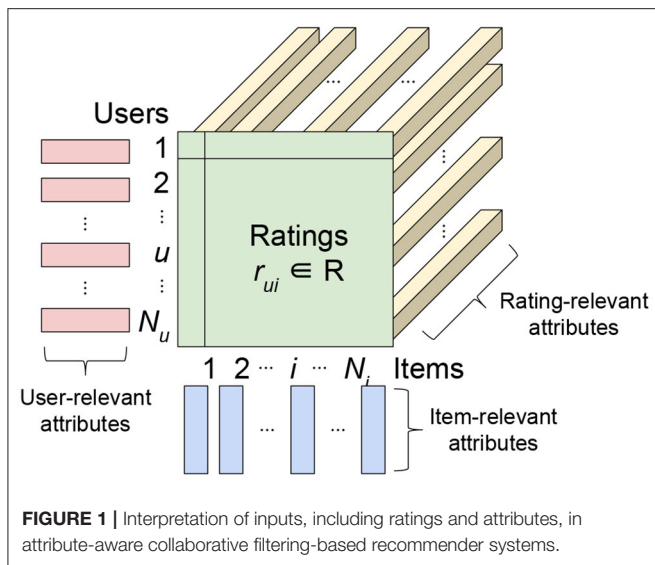 Users
1
2
⋮
u
⋮
N_u
... ...
⋮
⋮
Ratings
r_ui ∈ R
Rating-relevant
attributes
1 2 ... i ... N_i Items
User-relevant
attributes
... ...
Item-relevant
attributes
FIGURE 1 | Interpretation of inputs, including ratings and attributes, in
attribute-aware collaborative filtering-based recommender systems.